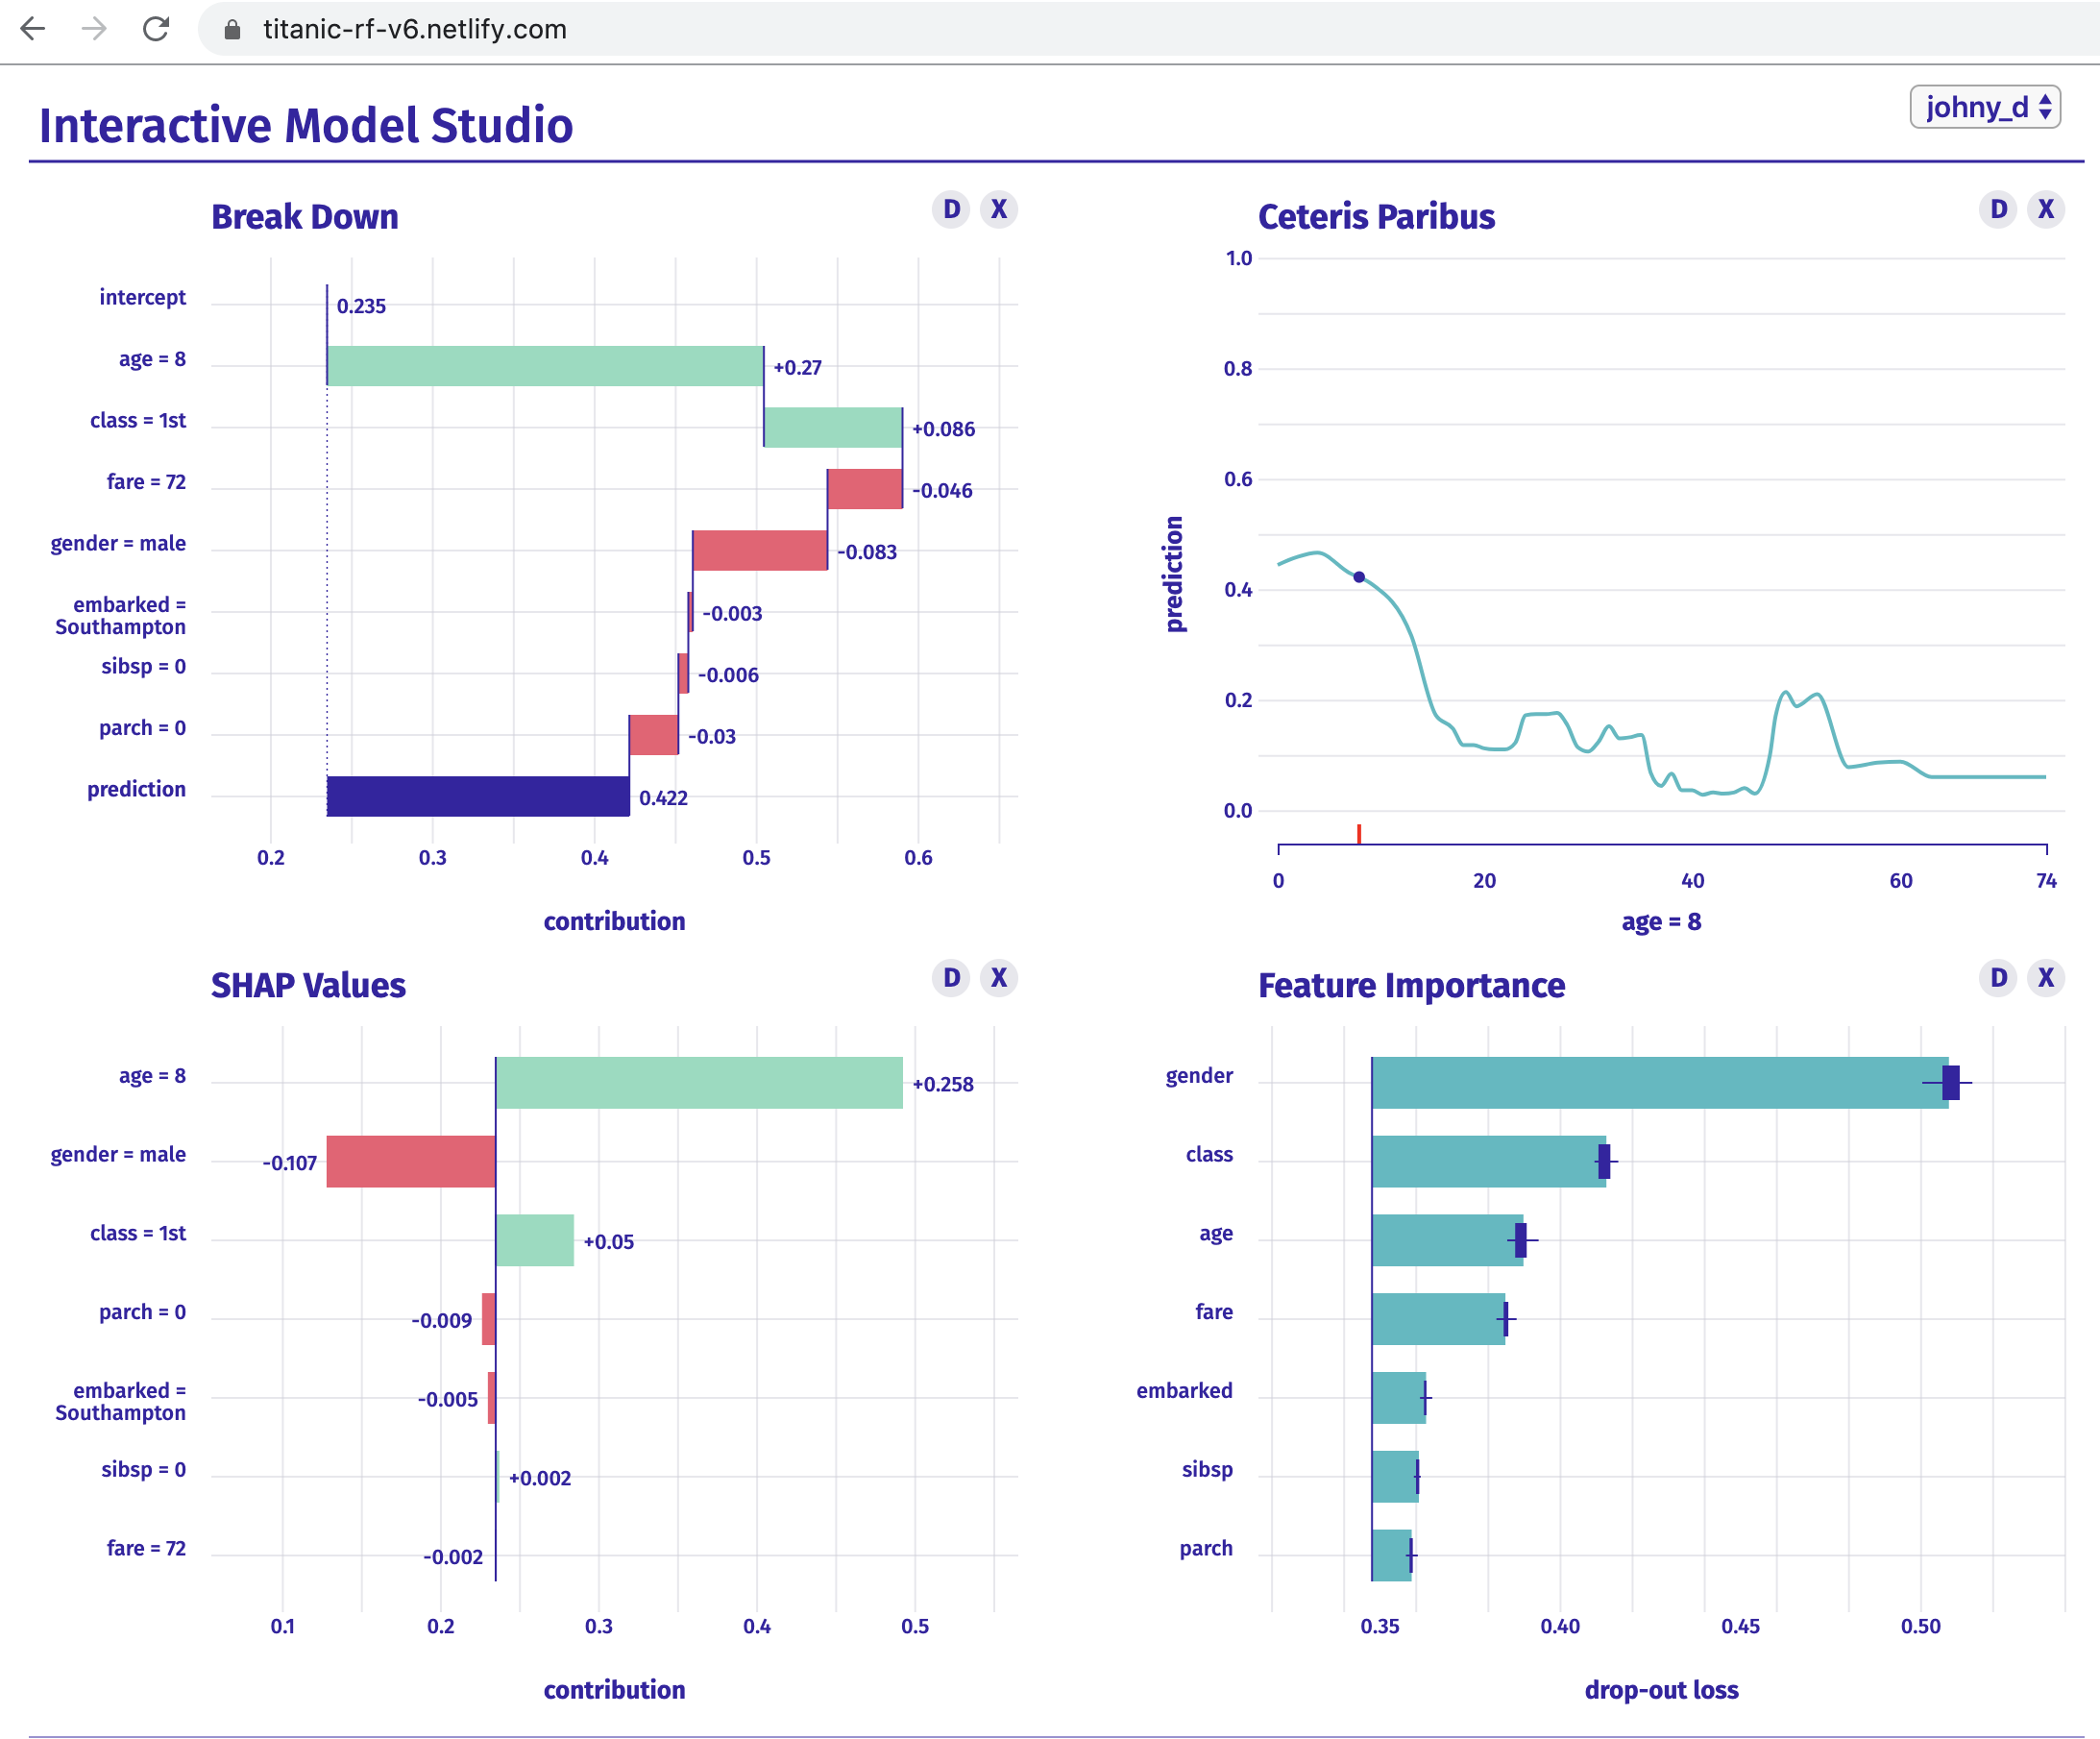 titanic-rf-v6.netlify.com
Interactive Model Studio
johny_d
Break Down
D X
intercept
0.235
age = 8
+0.27
class = 1st
+0.086
fare = 72
-0.046
gender = male
-0.083
embarked =
Southampton
-0.003
sibsp = 0
-0.006
parch = 0
-0.03
prediction
0.422
0.2 0.3 0.4 0.5 0.6
contribution
Ceteris Paribus
D X
1.0
0.8
0.6
0.4
0.2
0.0
prediction
0 20 40 60 74
age = 8
SHAP Values
D X
age = 8
+0.258
gender = male
-0.107
class = 1st
+0.05
parch = 0
-0.009
embarked =
Southampton
-0.005
sibsp = 0
+0.002
fare = 72
-0.002
0.1 0.2 0.3 0.4 0.5
contribution
Feature Importance
D X
gender
class
age
fare
embarked
sibsp
parch
0.35 0.40 0.45 0.50
drop-out loss